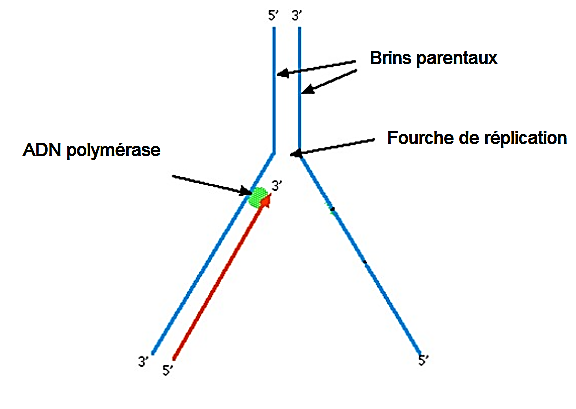 5’ 3’
Brins parentaux
Fourche de réplication
ADN polymérase
3’
3’
5’
5’